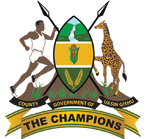 COUNTY GOVERNMENT OF UASIN GISHU
THE CHAMPIONS